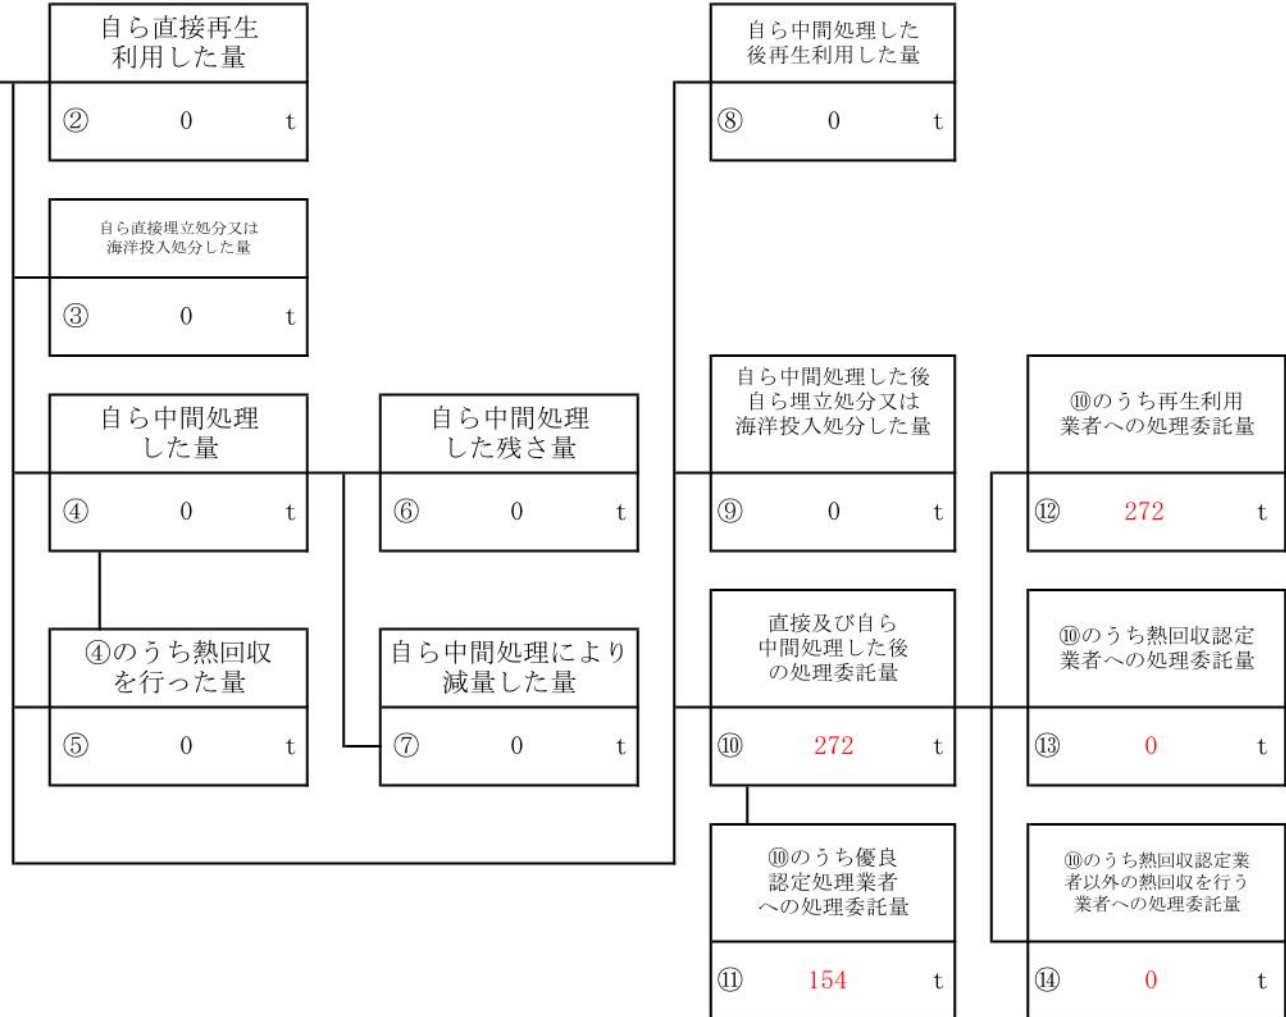 自ら直接再生
利用した量
② 0 t
自ら直接埋立処分又は
海洋投入処分した量
③ 0 t
自ら中間処理
した量
④ 0 t
④のうち熱回収
を行った量
⑤ 0 t
自ら中間処理
した残さ量
⑥ 0 t
自ら中間処理により
減量した量
⑦ 0 t
自ら中間処理した
後再生利用した量
⑧ 0 t
自ら中間処理した後
自ら埋立処分又は
海洋投入処分した量
⑨ 0 t
直接及び自ら
中間処理した後
の処理委託量
⑩ 272 t
⑩のうち優良
認定処理業者
への処理委託量
⑪ 154 t
⑩のうち再生利用
業者への処理委託量
⑫ 272 t
⑩のうち熱回収認定
業者への処理委託量
⑬ 0 t
⑩のうち熱回収認定業
者以外の熱回収を行う
業者への処理委託量
⑭ 0 t